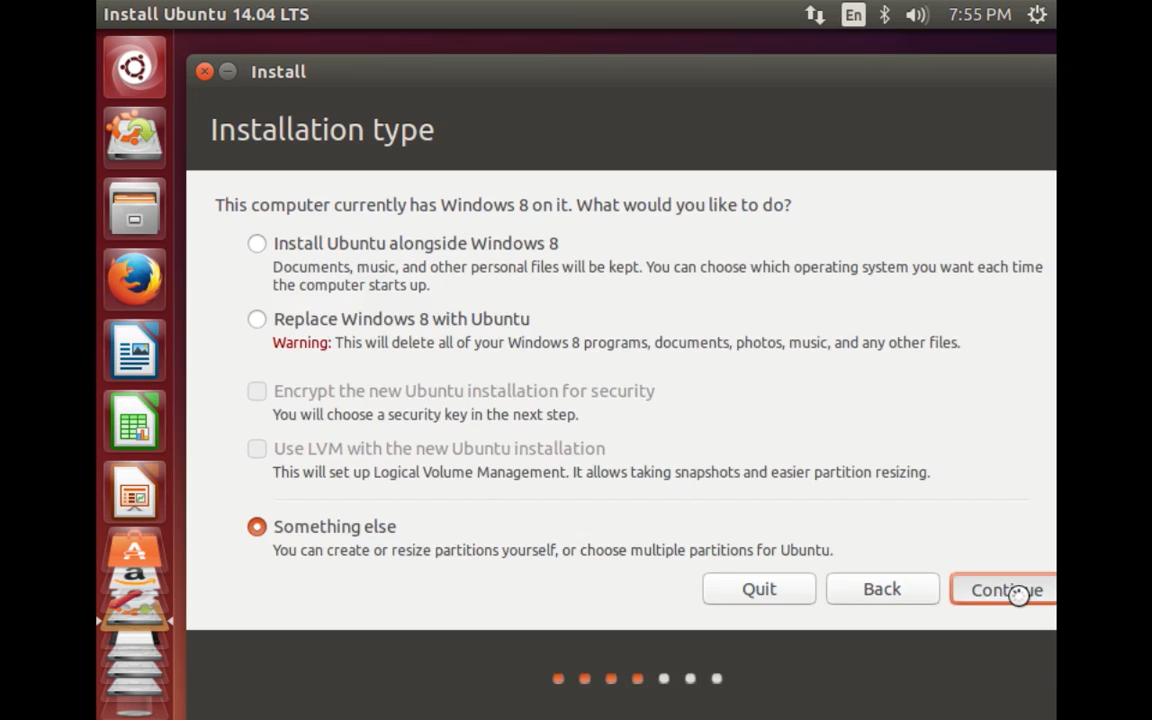 Install Ubuntu 14.04 LTS
En
7:55 PM
Install
Installation type
This computer currently has Windows 8 on it. What would you like to do?
Install Ubuntu alongside Windows 8
Documents, music, and other personal files will be kept. You can choose which operating system you want each time
the computer starts up.
Replace Windows 8 with Ubuntu
Warning: This will delete all of your Windows 8 programs, documents, photos, music, and any other files.
Encrypt the new Ubuntu installation for security
You will choose a security key in the next step.
Use LVM with the new Ubuntu installation
This will set up Logical Volume Management. It allows taking snapshots and easier partition resizing.
Something else
You can create or resize partitions yourself, or choose multiple partitions for Ubuntu.
Quit
Back
Continue
A
a